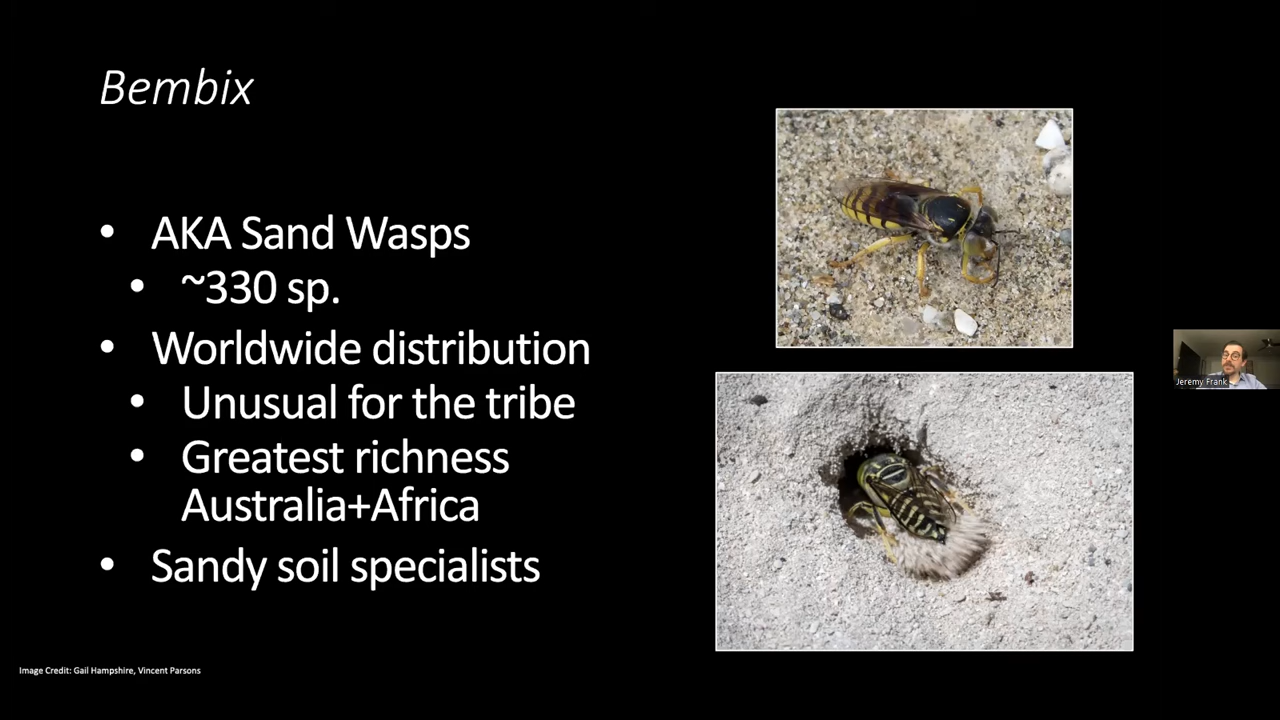 Bembix
• AKA Sand Wasps
• ~330 sp.
• Worldwide distribution
• Unusual for the tribe
• Greatest richness
Australia+Africa
• Sandy soil specialists
Jeremy Frank
Image Credit: Gail Hampshire, Vincent Parsons